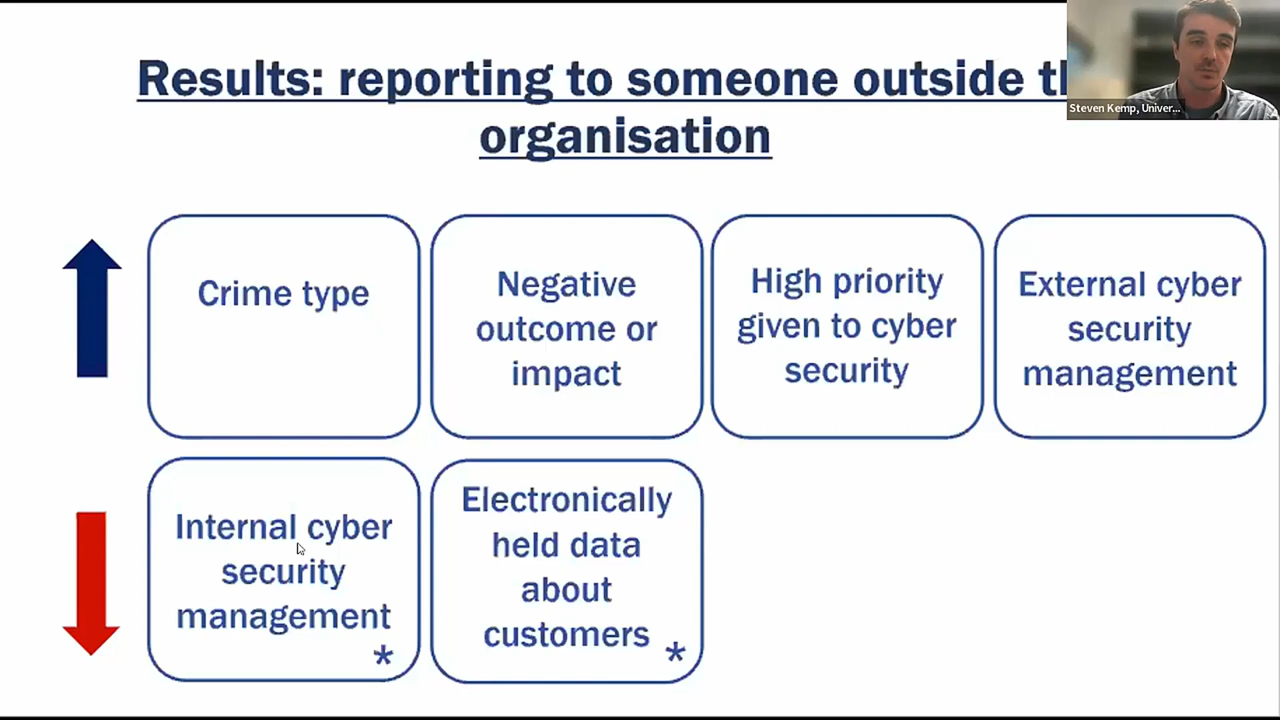 Results: reporting to someone outside
organisation
Steven Kemp, Univer...
Crime type
Negative
outcome or
impact
High priority
given to cyber
security
External cyber
security
management
Internal cyber
security
management
*
Electronically
held data
about
customers
*